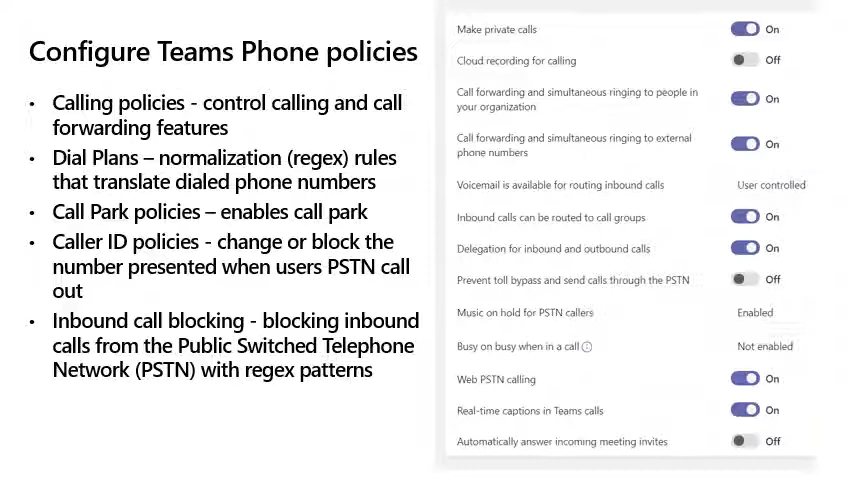 Configure Teams Phone policies
• Calling policies - control calling and call
forwarding features
• Dial Plans – normalization (regex) rules
that translate dialed phone numbers
• Call Park policies – enables call park
• Caller ID policies - change or block the
number presented when users PSTN call
out
• Inbound call blocking - blocking inbound
calls from the Public Switched Telephone
Network (PSTN) with regex patterns
Make private calls On
Cloud recording for calling Off
Call forwarding and simultaneous ringing to people in
your organization On
Call forwarding and simultaneous ringing to external
phone numbers On
Voicemail is available for routing inbound calls User controlled
Inbound calls can be routed to call groups On
Delegation for inbound and outbound calls On
Prevent toll bypass and send calls through the PSTN Off
Music on hold for PSTN callers Enabled
Busy on busy when in a call Not enabled
Web PSTN calling On
Real-time captions in Teams calls On
Automatically answer incoming meeting invites Off